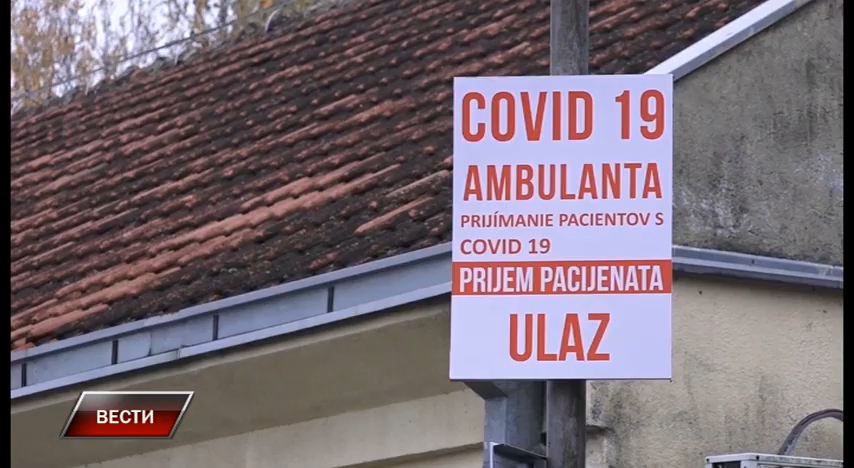 COVID 19
AMBULANTA
PRIJÍMANIE PACIENTOV S
COVID 19
PRIJEM PACIJENATA
ULAZ
ВЕСТИ